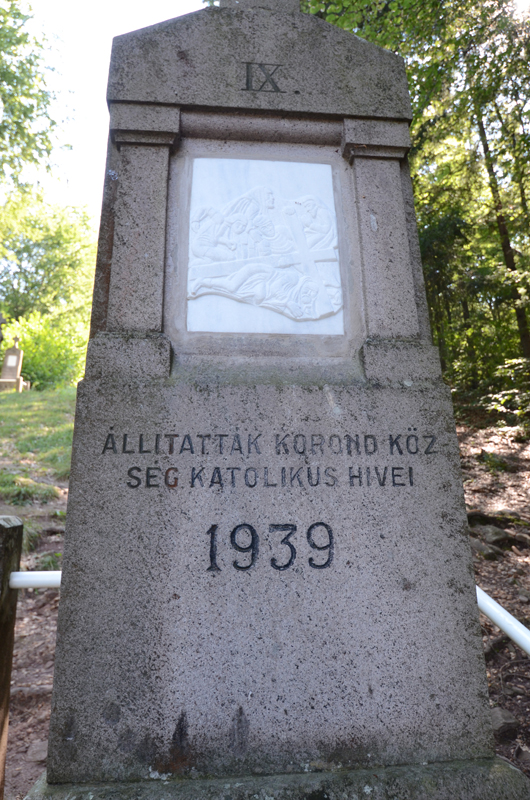 IX.
ÁLLITATTÁK KOROND KÖZ
SÉG KATOLIKUS HIVEI
1939